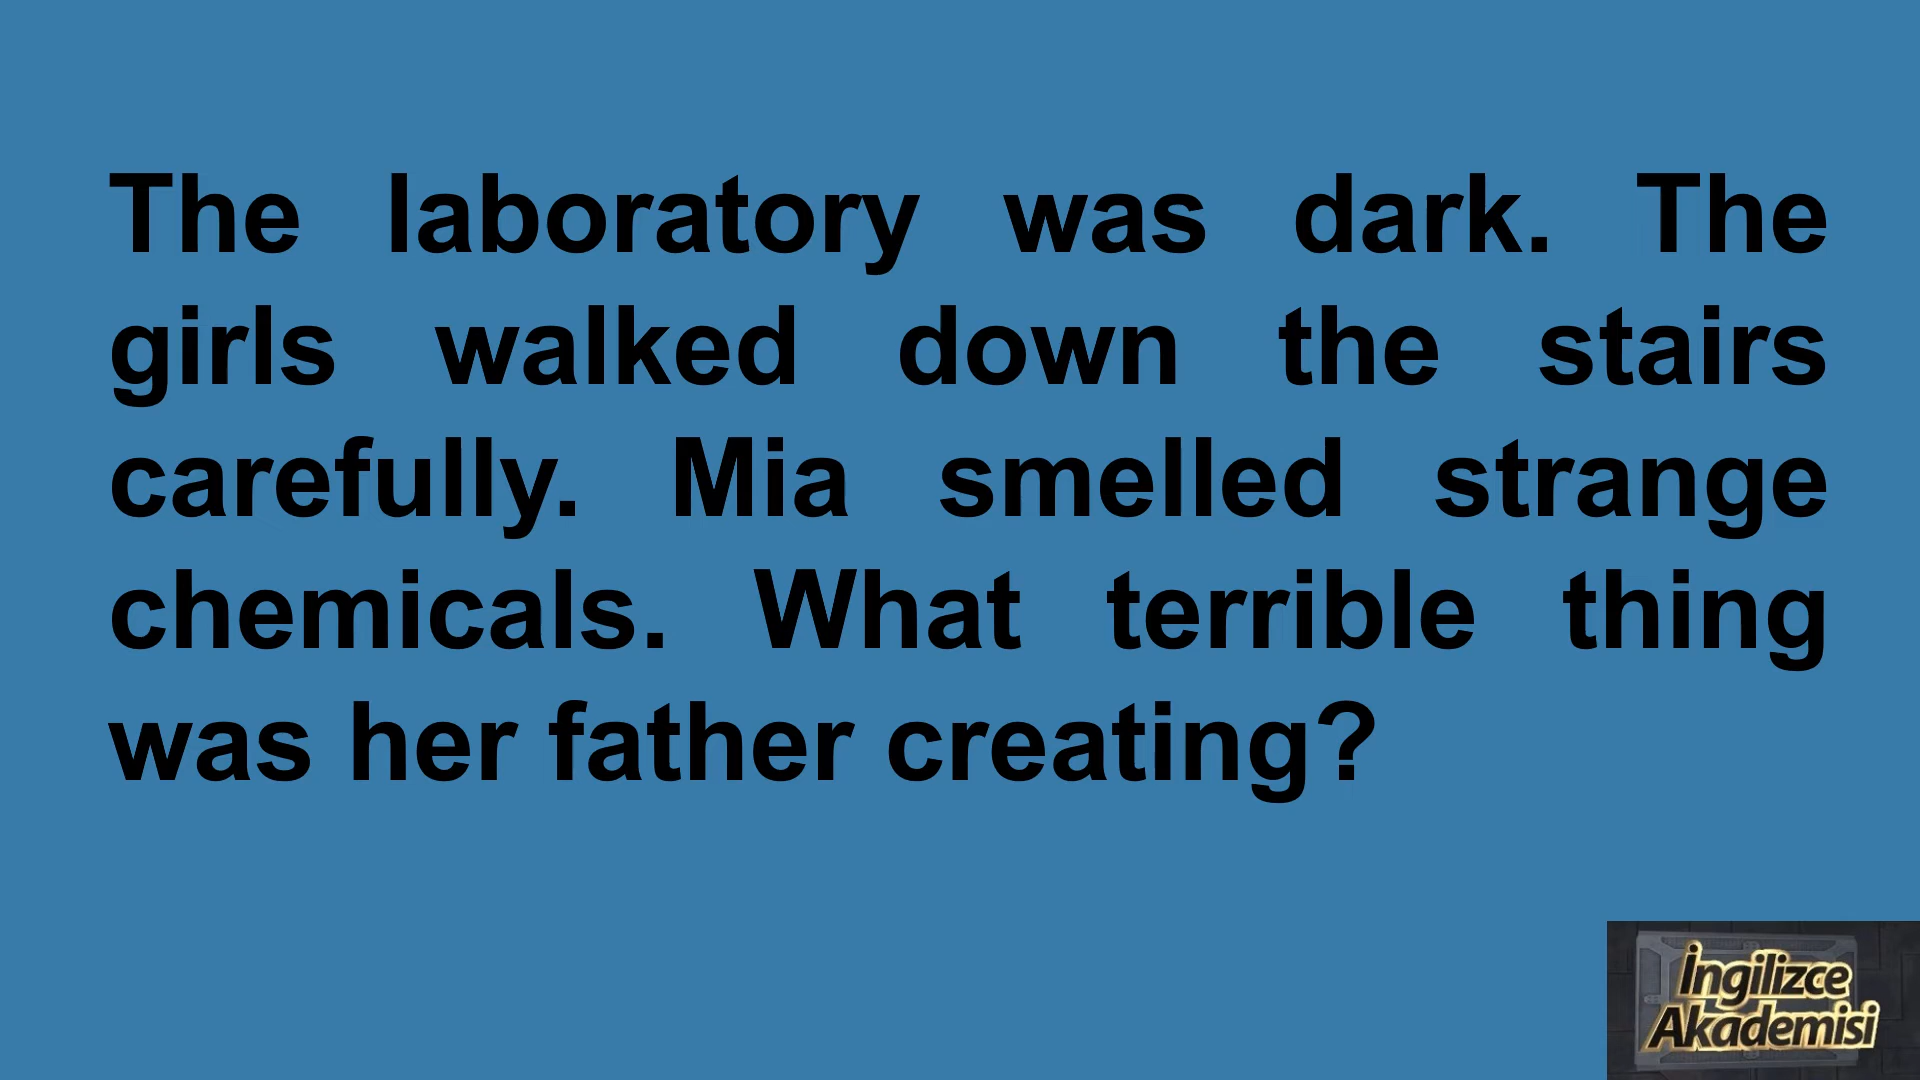 The laboratory was dark. The
girls walked down the stairs
carefully. Mia smelled strange
chemicals. What terrible thing
was her father creating?
İngilizce
Akademisi